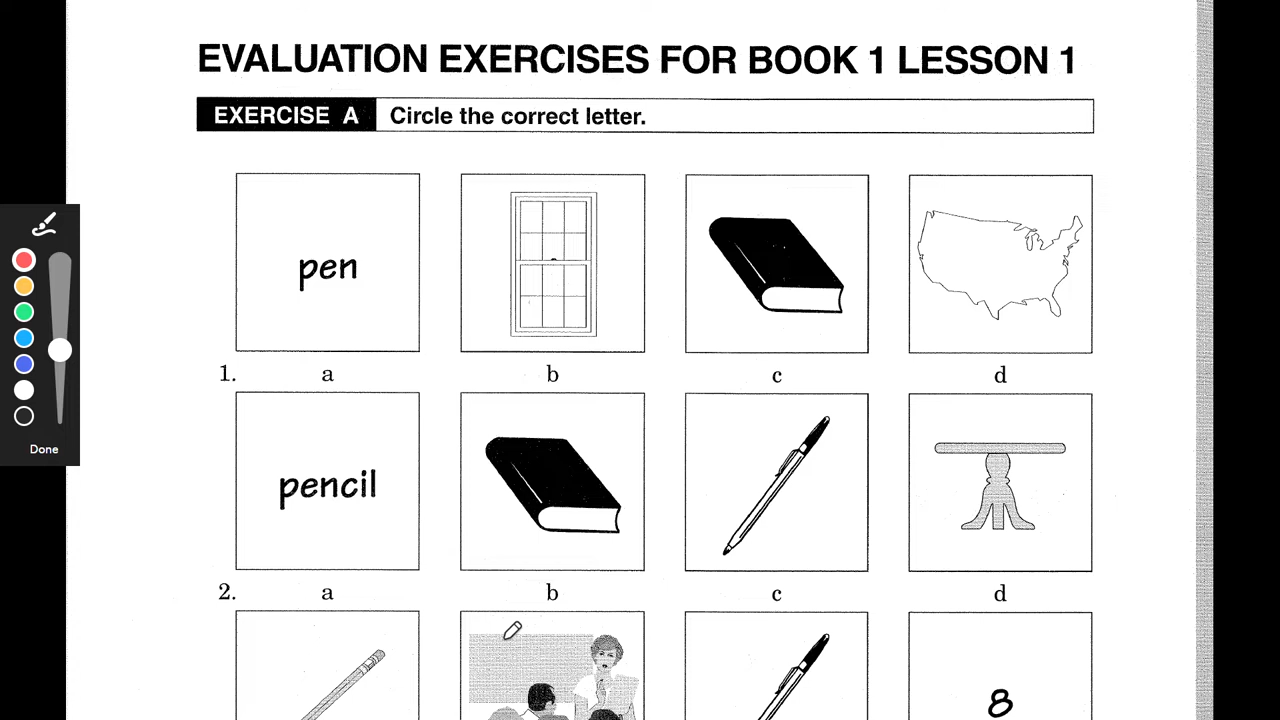 EVALUATION EXERCISES FOR BOOK 1 LESSON 1
EXERCISE A Circle the correct letter.
pen
1. a b c d
pencil
2. a b c d
8
Done